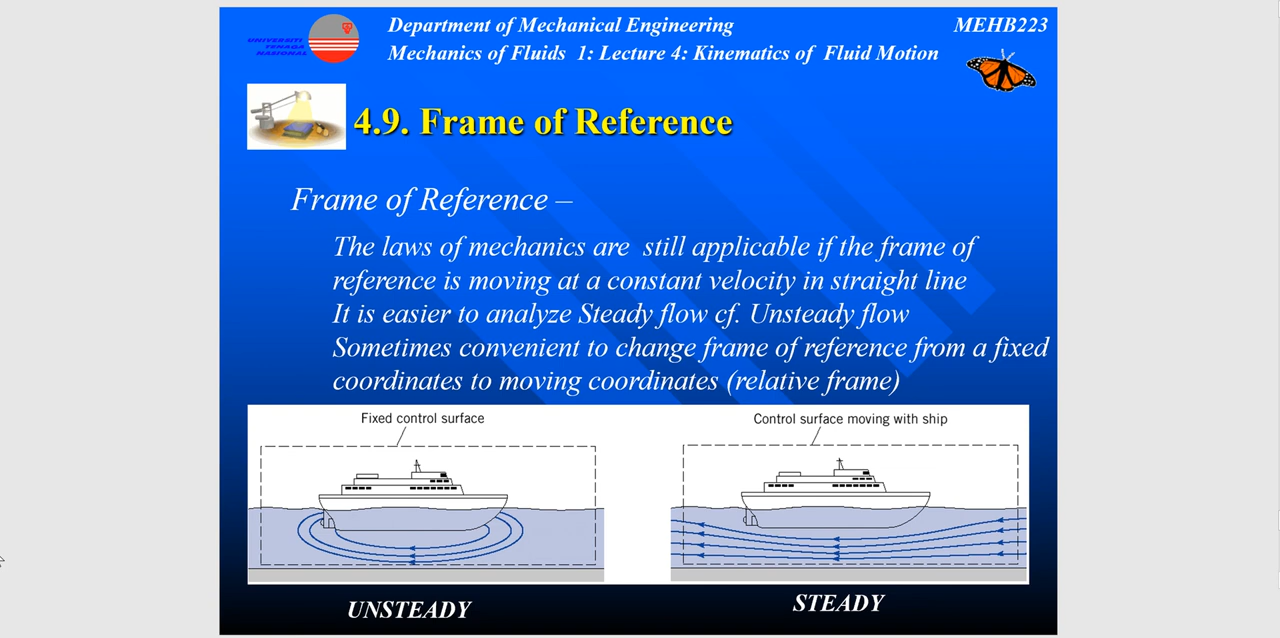 Department of Mechanical Engineering MEHB223
UNIVERSITI
TENAGA
NASIONAL
Mechanics of Fluids 1: Lecture 4: Kinematics of Fluid Motion
4.9. Frame of Reference
Frame of Reference –
The laws of mechanics are still applicable if the frame of
reference is moving at a constant velocity in straight line
It is easier to analyze Steady flow cf. Unsteady flow
Sometimes convenient to change frame of reference from a fixed
coordinates to moving coordinates (relative frame)
Fixed control surface
Control surface moving with ship
UNSTEADY
STEADY